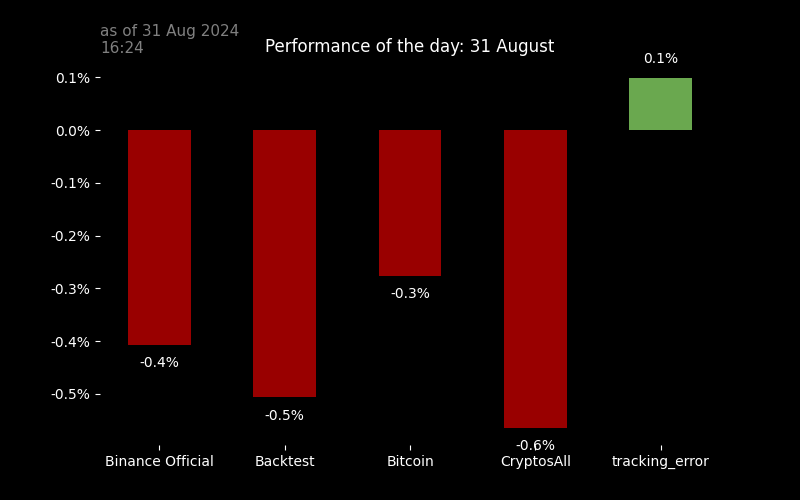 as of 31 Aug 2024
16:24
Performance of the day: 31 August
0.1%
0.1%
0.0%
-0.1%
-0.2%
-0.3%
-0.4%
-0.5%
-0.4%
-0.5%
-0.3%
-0.6%
Binance Official
Backtest
Bitcoin
CryptosAll
tracking_error